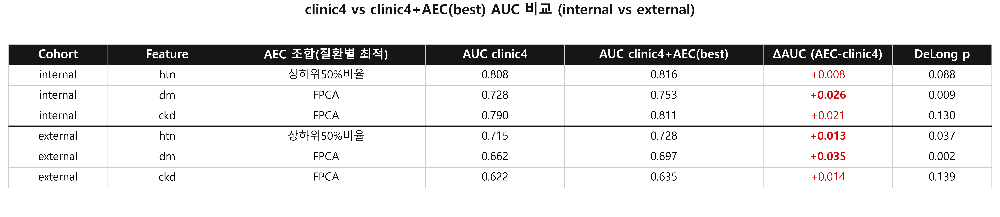 clinic4 vs clinic4+AEC(best) AUC 비교 (internal vs external)
Cohort Feature AEC 조합(질환별 최적) AUC clinic4 AUC clinic4+AEC(best) ΔAUC (AEC-clinic4) DeLong p
internal htn 상하위50%비율 0.808 0.816 +0.008 0.088
internal dm FPCA 0.728 0.753 +0.026 0.009
internal ckd FPCA 0.790 0.811 +0.021 0.130
external htn 상하위50%비율 0.715 0.728 +0.013 0.037
external dm FPCA 0.662 0.697 +0.035 0.002
external ckd FPCA 0.622 0.635 +0.014 0.139